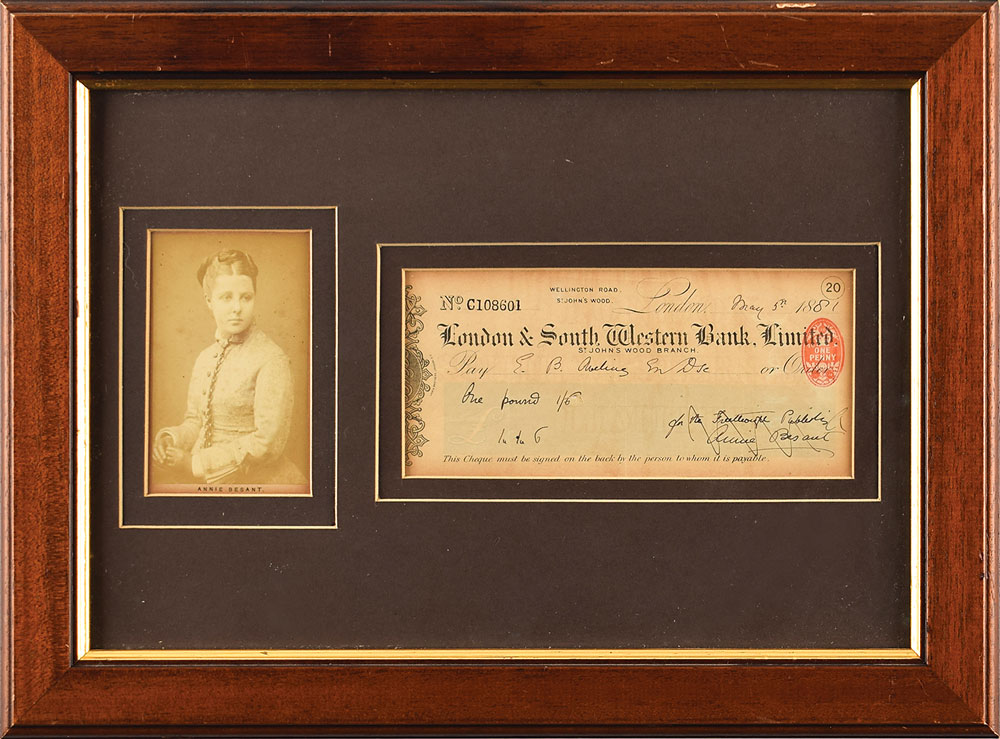 ANNIE BESANT.
20
WELLINGTON ROAD.
ST JOHN'S WOOD.
No C108601
London, May 5th 188
London & South Western Bank, Limited.
ST JOHN'S WOOD BRANCH.
ONE PENNY
Pay E. B. Aveling Dsc or Order
One pound 1/6
for the Freethought Publishing
Annie Besant
This Cheque must be signed on the back by the person to whom it is payable.